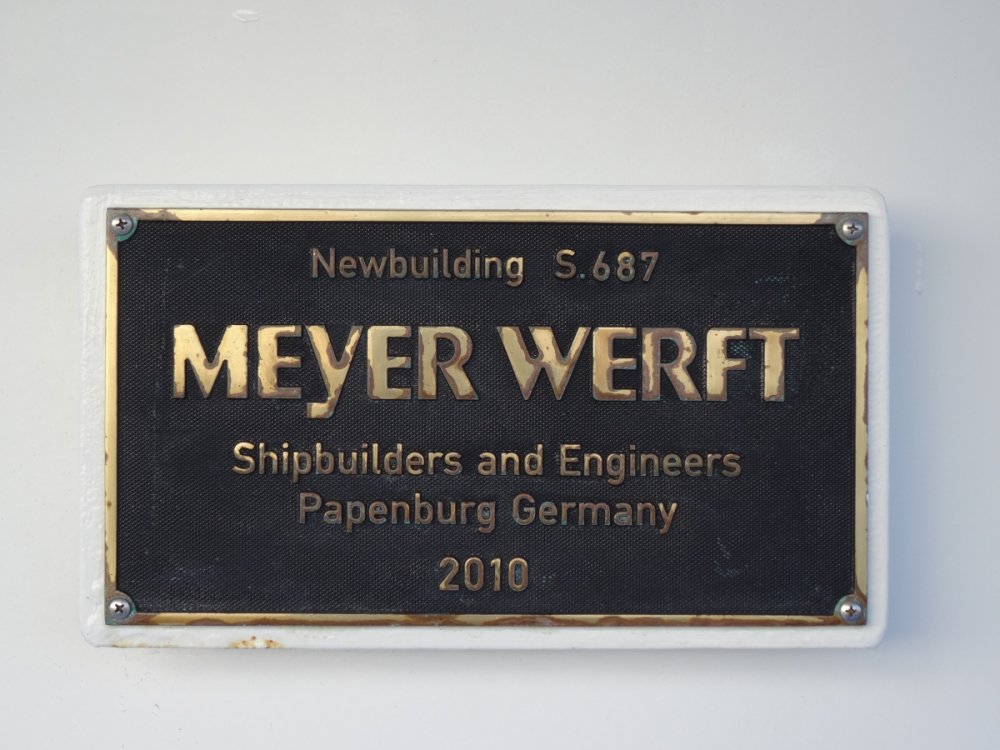 Newbuilding S.687
MEYER WERFT
Shipbuilders and Engineers
Papenburg Germany
2010